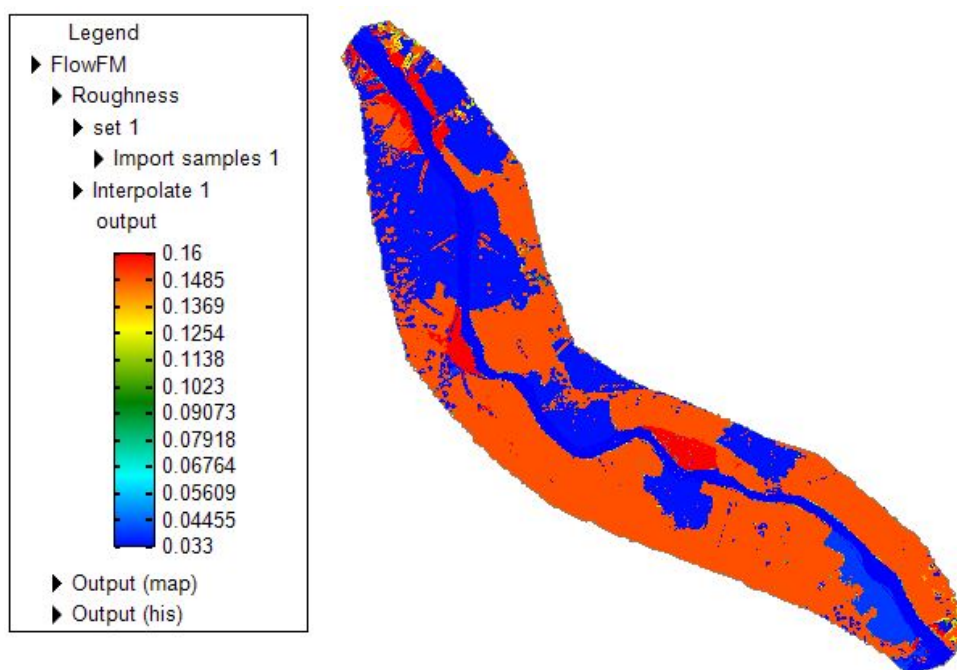 Legend
FlowFM
Roughness
set 1
Import samples 1
Interpolate 1
output
0.16
0.1485
0.1369
0.1254
0.1138
0.1023
0.09073
0.07918
0.06764
0.05609
0.04455
0.033
Output (map)
Output (his)